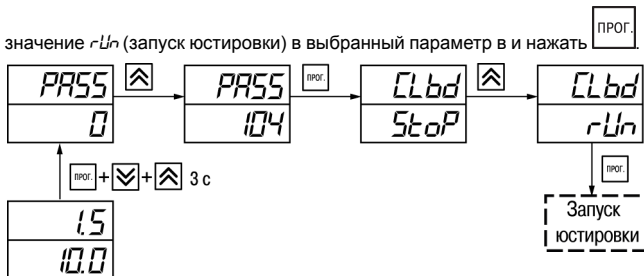 значение rUn (запуск юстировки) в выбранный параметр в и нажать ПРОГ.
PASS ПРОГ. PASS CLbd CLbd
0 104 StoP rUn
ПРОГ. + + 3 с ПРОГ.
1.5 Запуск
10.0 юстировки